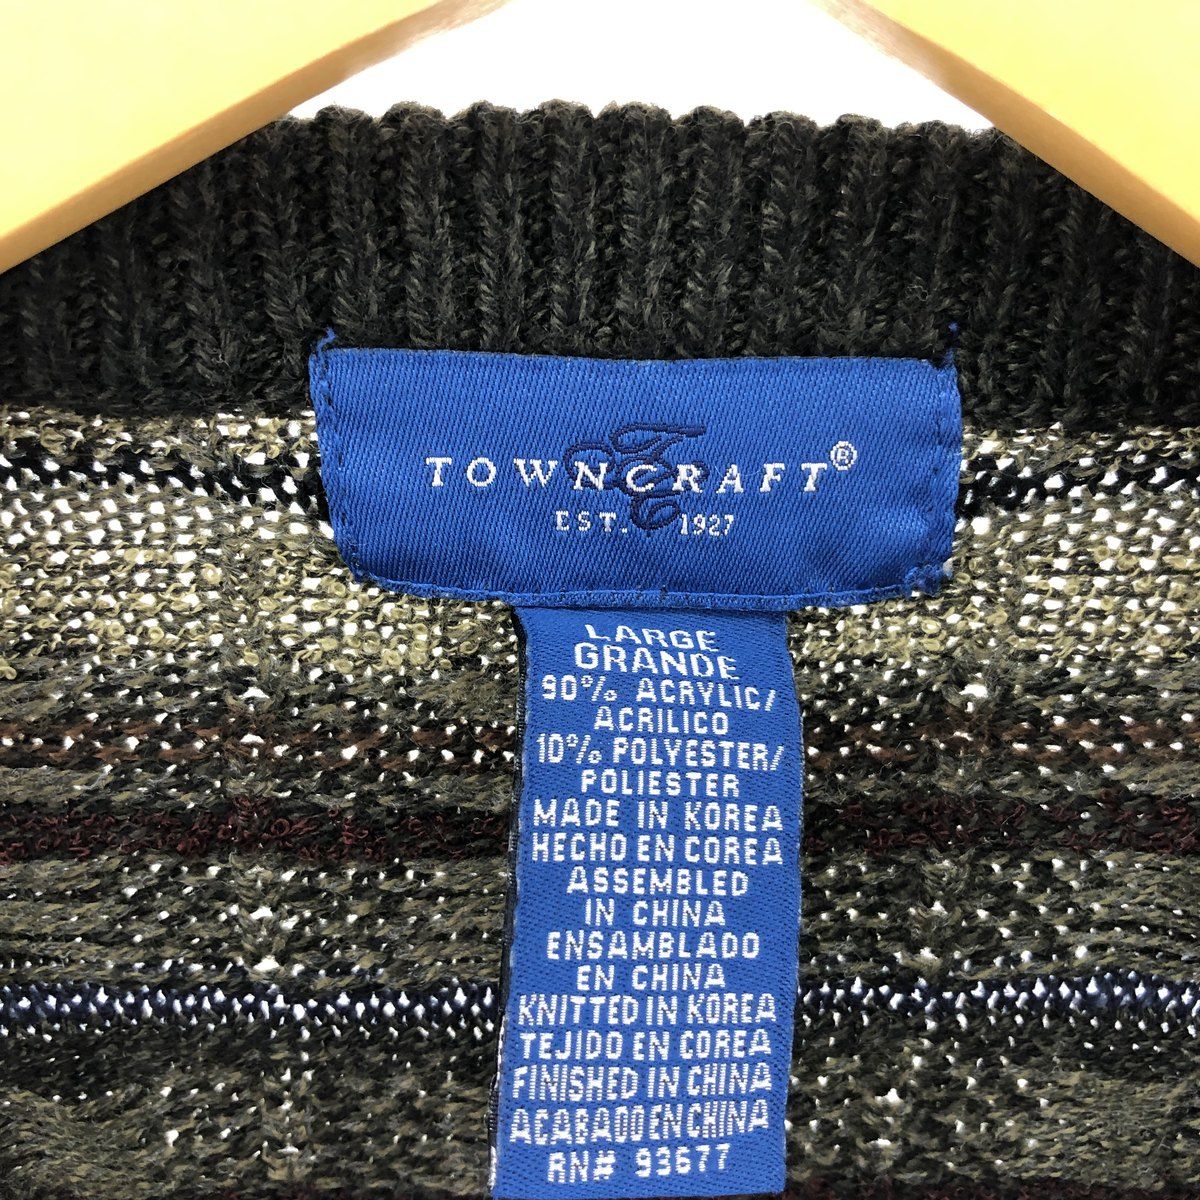 TOWNCRAFT®
EST. 1927
LARGE
GRANDE
90% ACRYLIC/
ACRILICO
10% POLYESTER/
POLIESTER
MADE IN KOREA
HECHO EN COREA
ASSEMBLED
IN CHINA
ENSAMBLADO
EN CHINA
KNITTED IN KOREA
TEJIDO EN COREA
FINISHED IN CHINA
ACABADO EN CHINA
RN# 93677